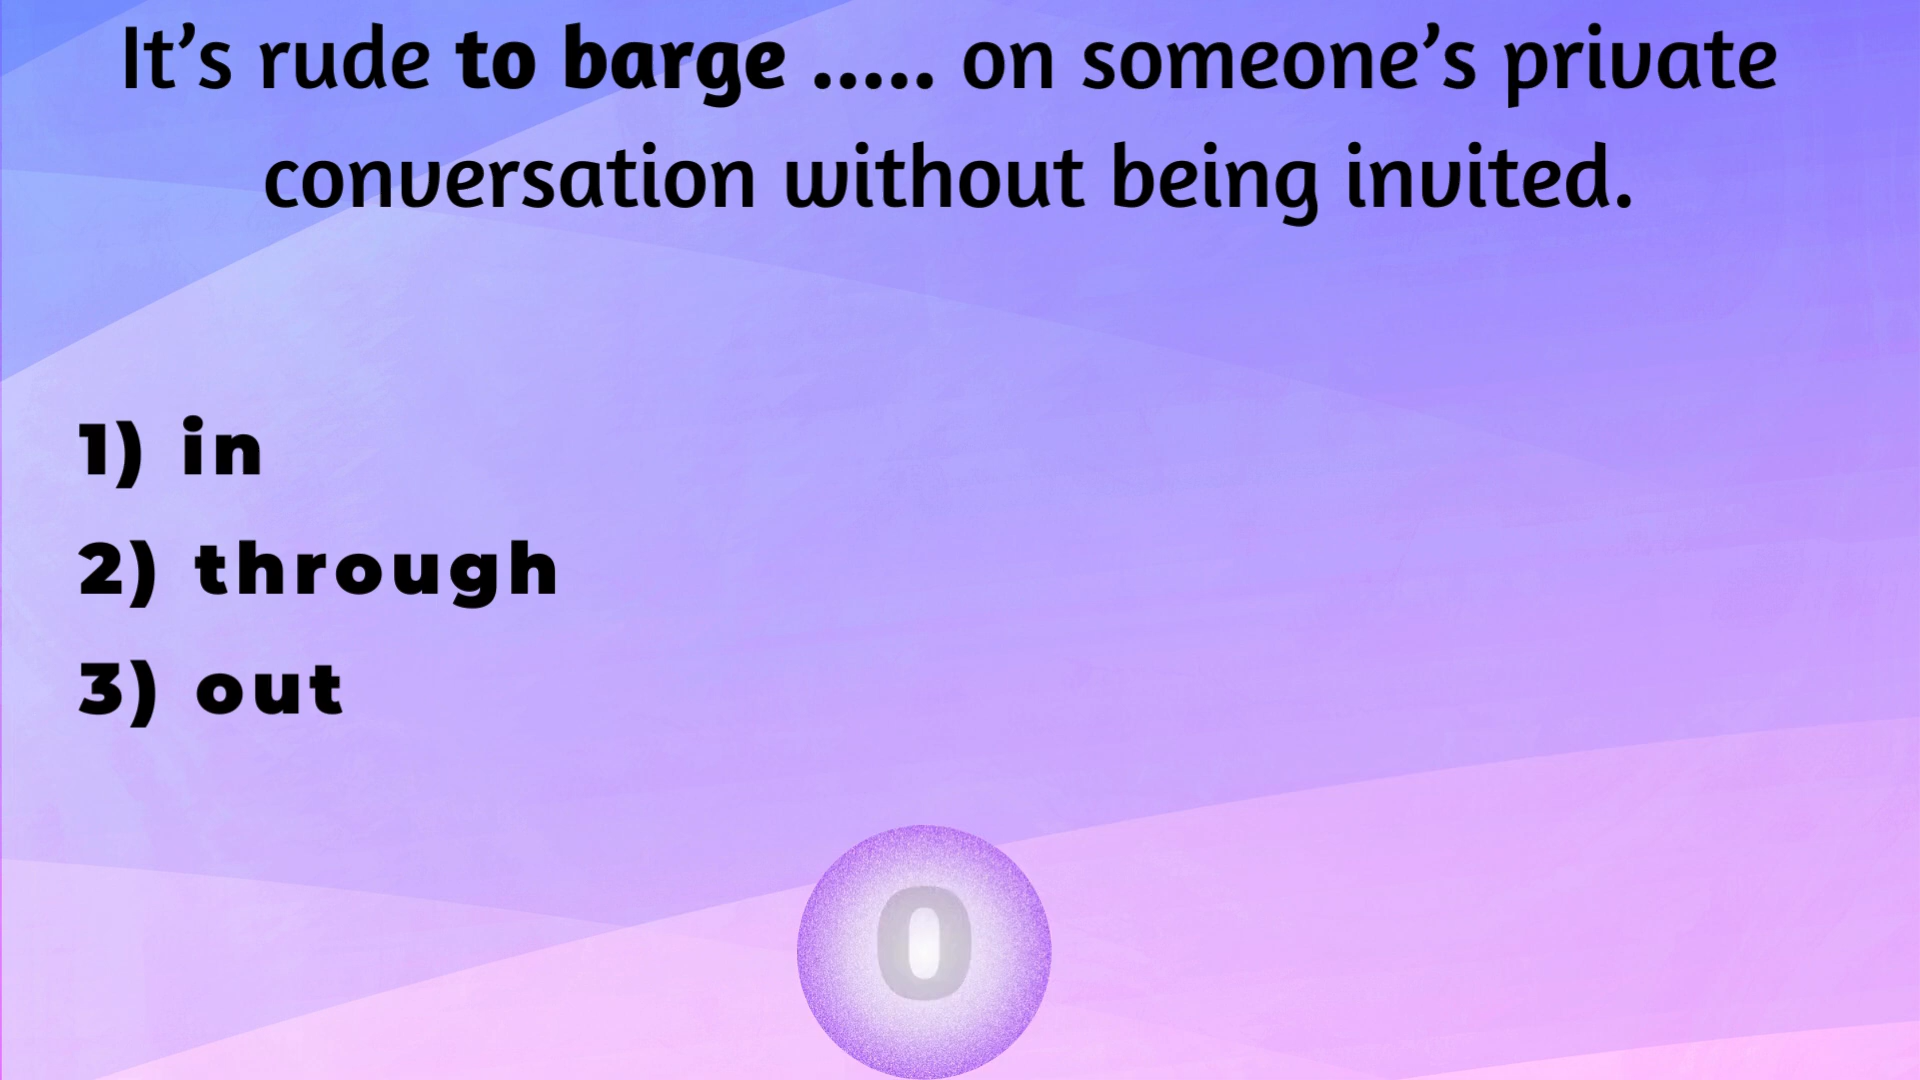 It’s rude to barge ..... on someone’s private
conversation without being invited.
1) in
2) through
3) out
0